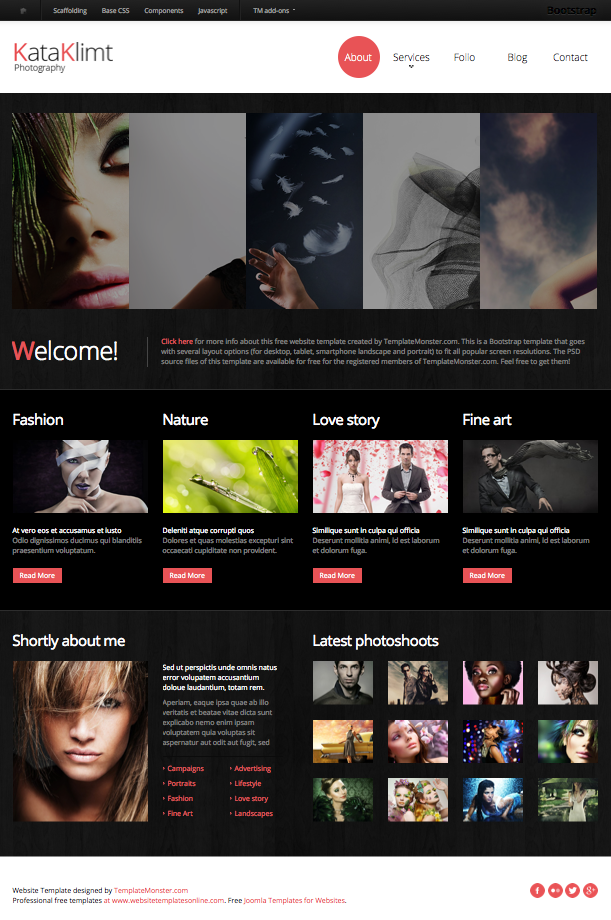 Scaffolding Base CSS Components Javascript TM add-ons Bootstrap
KataKlimt
Photography
About Services Folio Blog Contact
Welcome!
Click here for more info about this free website template created by TemplateMonster.com. This is a Bootstrap template that goes
with several layout options (for desktop, tablet, smartphone landscape and portrait) to fit all popular screen resolutions. The PSD
source files of this template are available for free for the registered members of TemplateMonster.com. Feel free to get them!
Fashion Nature Love story Fine art
At vero eos et accusamus et iusto
Odio dignissimos ducimus qui blanditiis
praesentium voluptatum.
Read More
Deleniti atque corrupti quos
Dolores et quas molestias excepturi sint
occaecati cupiditate non provident.
Read More
Similique sunt in culpa qui officia
Deserunt mollitia animi, id est laborum
et dolorum fuga.
Read More
Similique sunt in culpa qui officia
Deserunt mollitia animi, id est laborum
et dolorum fuga.
Read More
Shortly about me
Sed ut perspictis unde omnis natus
error voluptatem accusantium
doloue laudantium, totam rem.
Aperiam, eaque ipsa quae ab illo
veritatis et beatae vitae dicta sunt
explicabo nemo enim ipsam
voluptatem quia voluptas sit
aspernatur aut odit aut fugit, sed
Campaigns Advertising
Portraits Lifestyle
Fashion Love story
Fine Art Landscapes
Latest photoshoots
Website Template designed by TemplateMonster.com
Professional free templates at www.websitetemplatesonline.com. Free Joomla Templates for Websites.